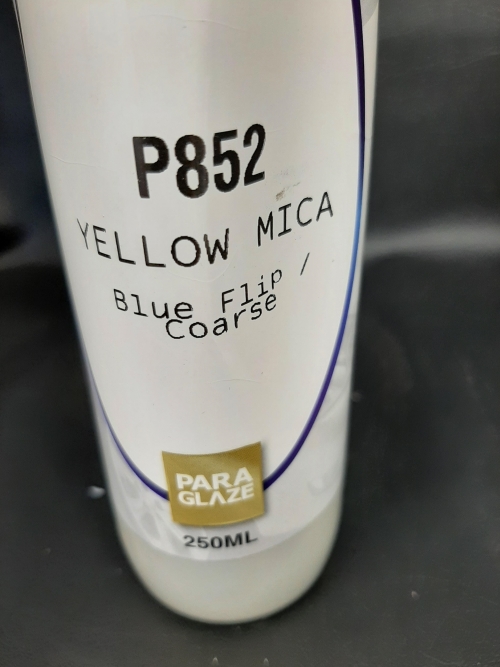 P852
YELLOW MICA
Blue Flip /
Coarse
PARA
GLAZE
250ML